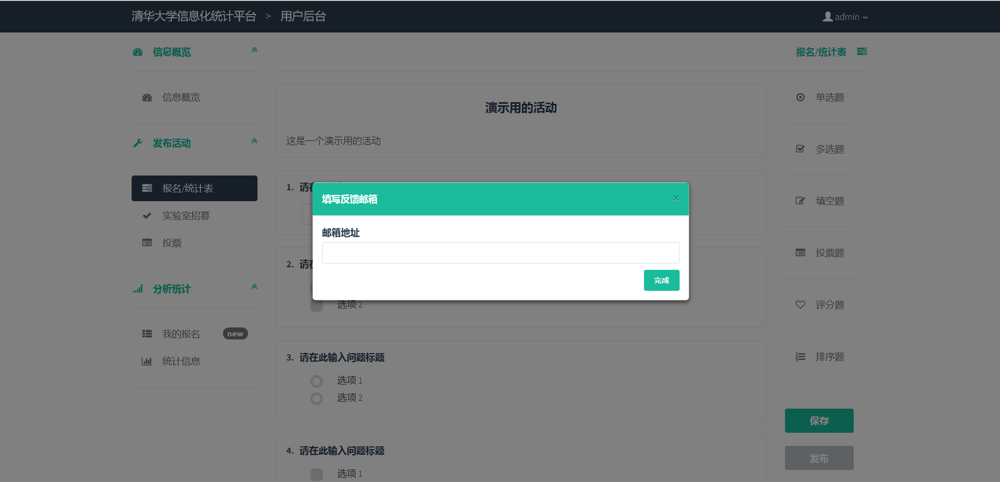 清华大学信息化统计平台 > 用户后台
admin
信息概览
信息概览
发布活动
报名/统计表
实验室招募
投票
分析统计
我的报名 new
统计信息
演示用的活动
这是一个演示用的活动
1. 请在
2. 请在
选项 2
填写反馈邮箱 ×
邮箱地址
完成
3. 请在此输入问题标题
选项 1
选项 2
4. 请在此输入问题标题
选项 1
报名/统计表
单选题
多选题
填空题
投票题
评分题
排序题
保存
发布